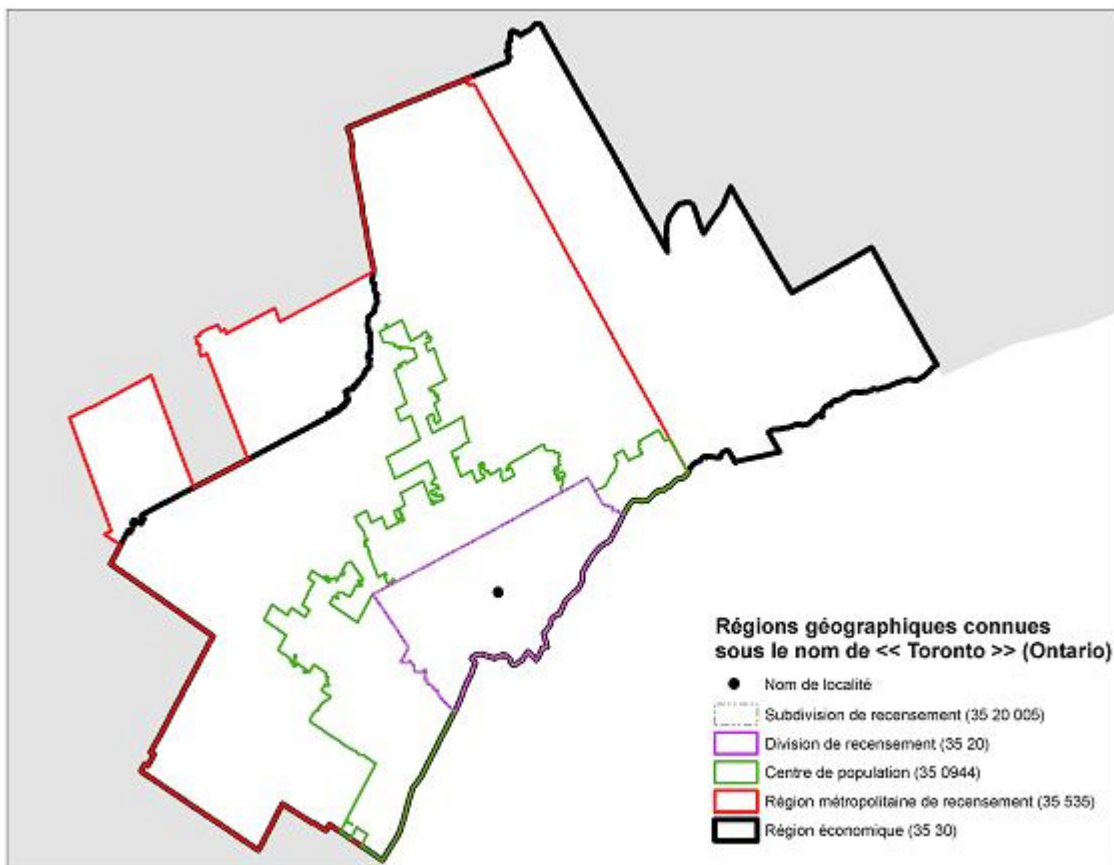 Régions géographiques connues
sous le nom de << Toronto >> (Ontario)
Nom de localité
Subdivision de recensement (35 20 005)
Division de recensement (35 20)
Centre de population (35 0944)
Région métropolitaine de recensement (35 535)
Région économique (35 30)